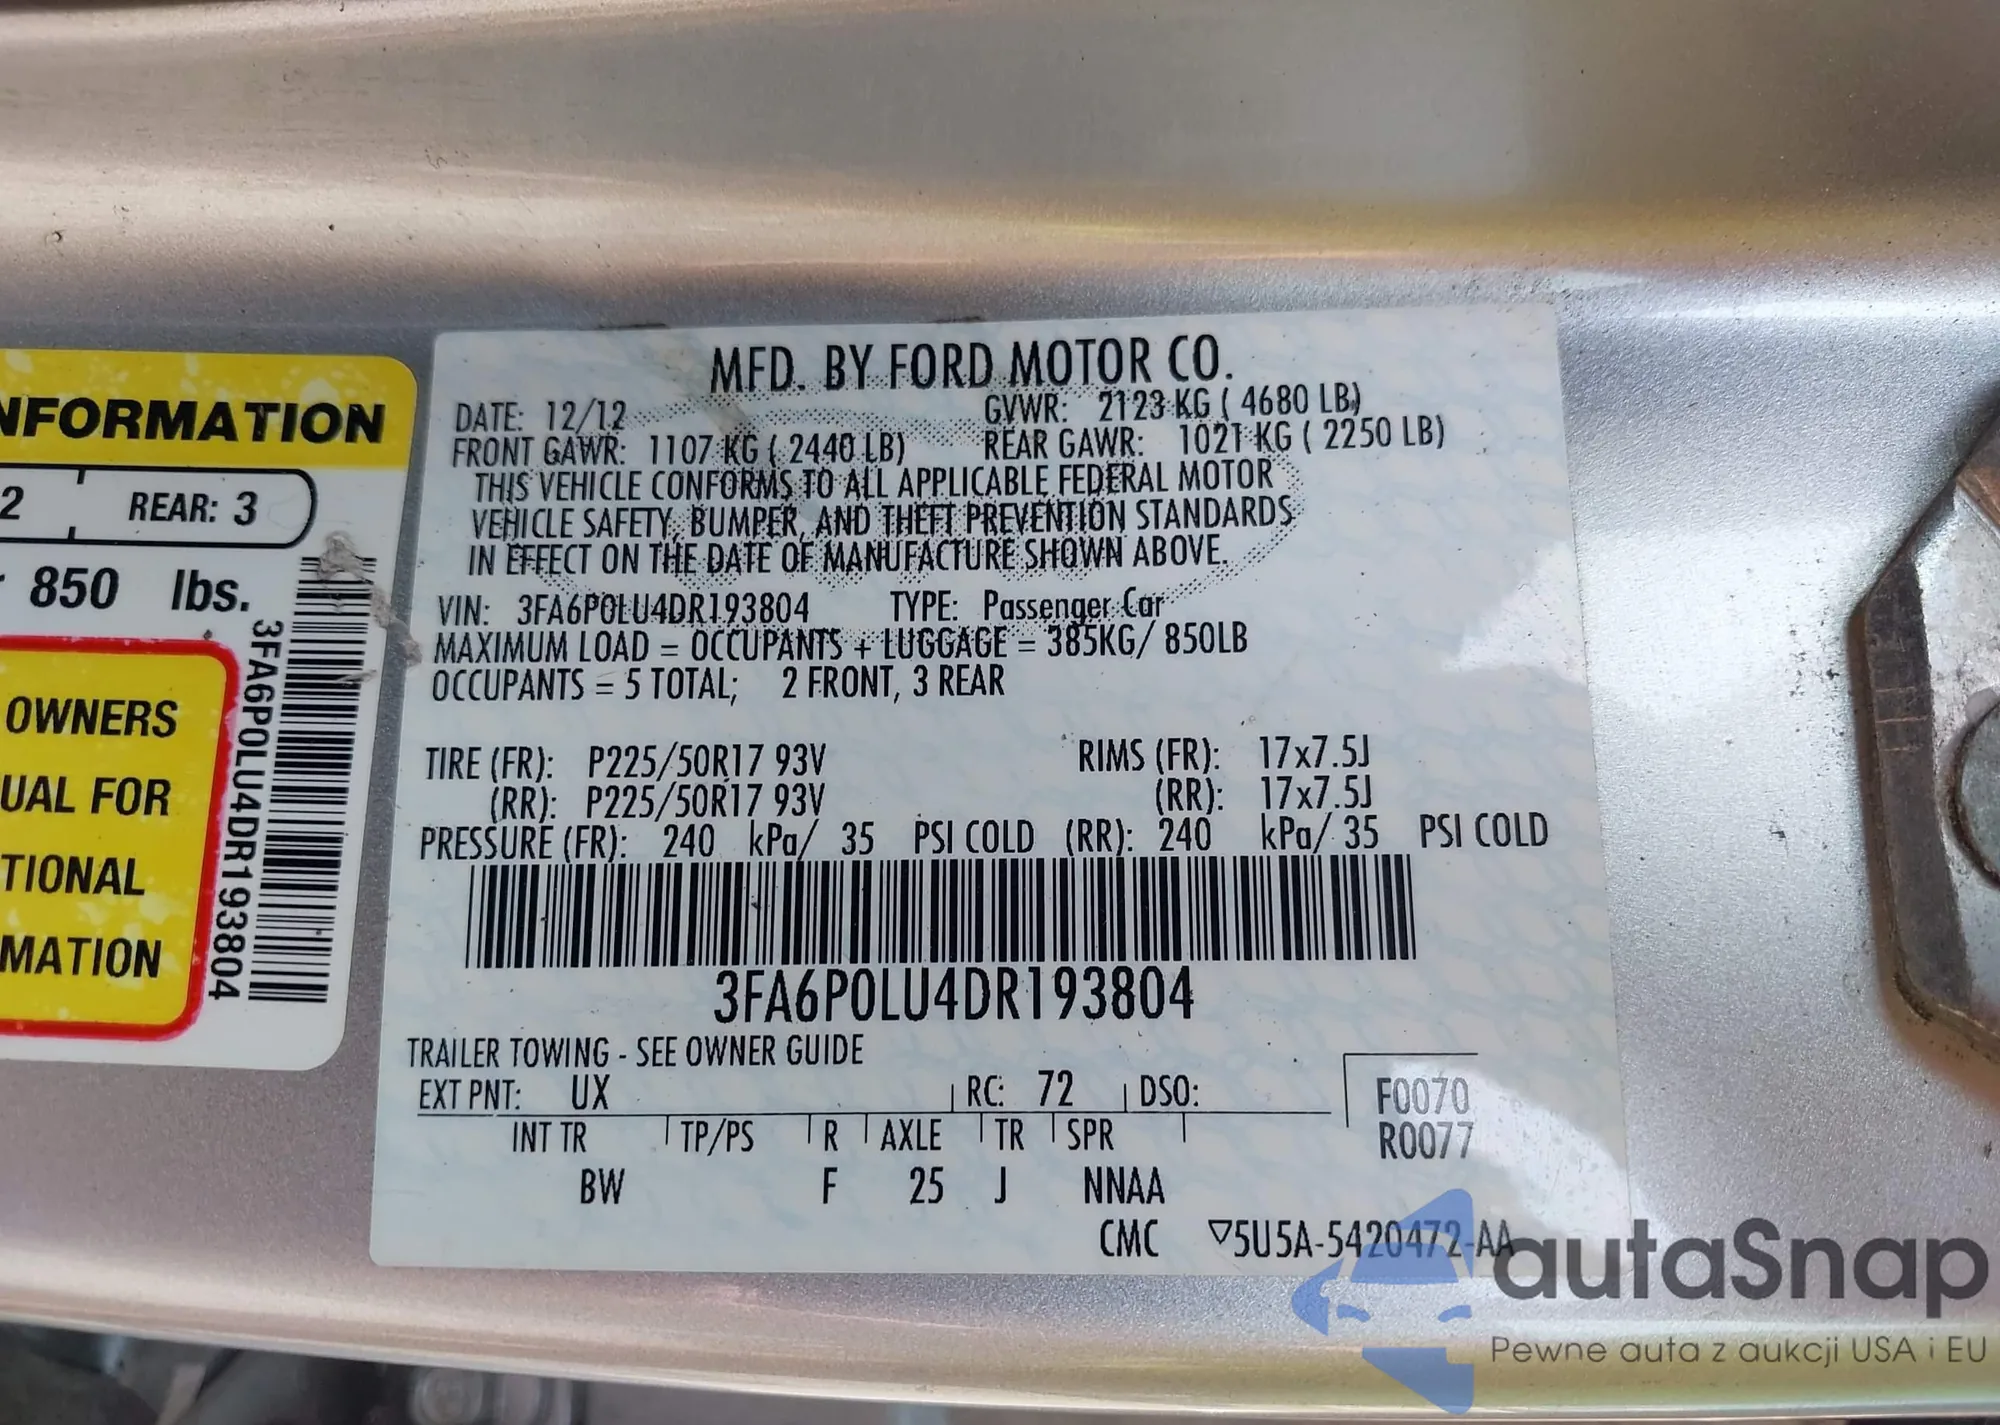 NFORMATION
2 REAR: 3
850 lbs.
OWNERS
UAL FOR
TIONAL
MATION
3FA6P0LU4DR193804
MFD. BY FORD MOTOR CO.
DATE: 12/12 GVWR: 2123 KG ( 4680 LB)
FRONT GAWR: 1107 KG ( 2440 LB) REAR GAWR: 1021 KG ( 2250 LB)
THIS VEHICLE CONFORMS TO ALL APPLICABLE FEDERAL MOTOR
VEHICLE SAFETY, BUMPER, AND THEFT PREVENTION STANDARDS
IN EFFECT ON THE DATE OF MANUFACTURE SHOWN ABOVE.
VIN: 3FA6P0LU4DR193804 TYPE: Passenger Car
MAXIMUM LOAD = OCCUPANTS + LUGGAGE = 385KG/ 850LB
OCCUPANTS = 5 TOTAL; 2 FRONT, 3 REAR
TIRE (FR): P225/50R17 93V RIMS (FR): 17x7.5J
(RR): P225/50R17 93V (RR): 17x7.5J
PRESSURE (FR): 240 kPa/ 35 PSI COLD (RR): 240 kPa/ 35 PSI COLD
3FA6P0LU4DR193804
TRAILER TOWING - SEE OWNER GUIDE
EXT PNT: UX RC: 72 DSO: F0070
INT TR TP/PS R AXLE TR SPR R0077
BW F 25 J NNAA
CMC ▽5U5A-5420472-AA
autaSnap
Pewne auta z aukcji USA i EU